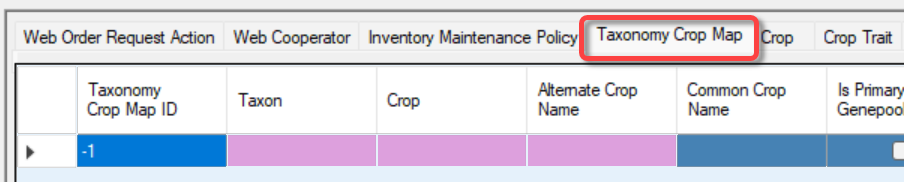 Web Order Request Action Web Cooperator Inventory Maintenance Policy Taxonomy Crop Map Crop Crop Trait
Taxonomy Crop Map ID
Taxon
Crop
Alternate Crop Name
Common Crop Name
Is Primary Genepool
-1